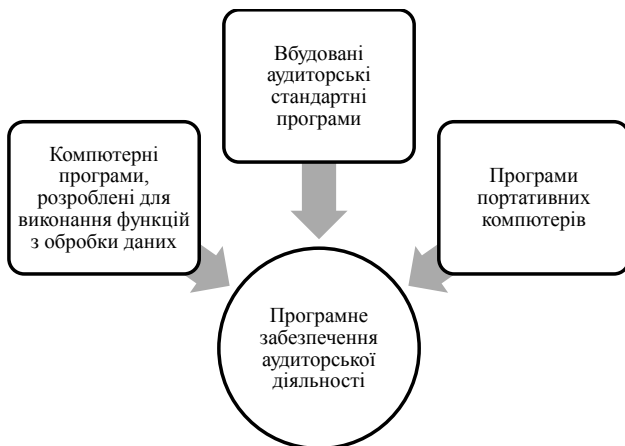 Вбудовані
аудиторські
стандартні
програми
Компютерні
програми,
розроблені для
виконання функцій
з обробки даних
Програми
портативних
компютерів
Програмне
забезпечення
аудиторської
діяльності